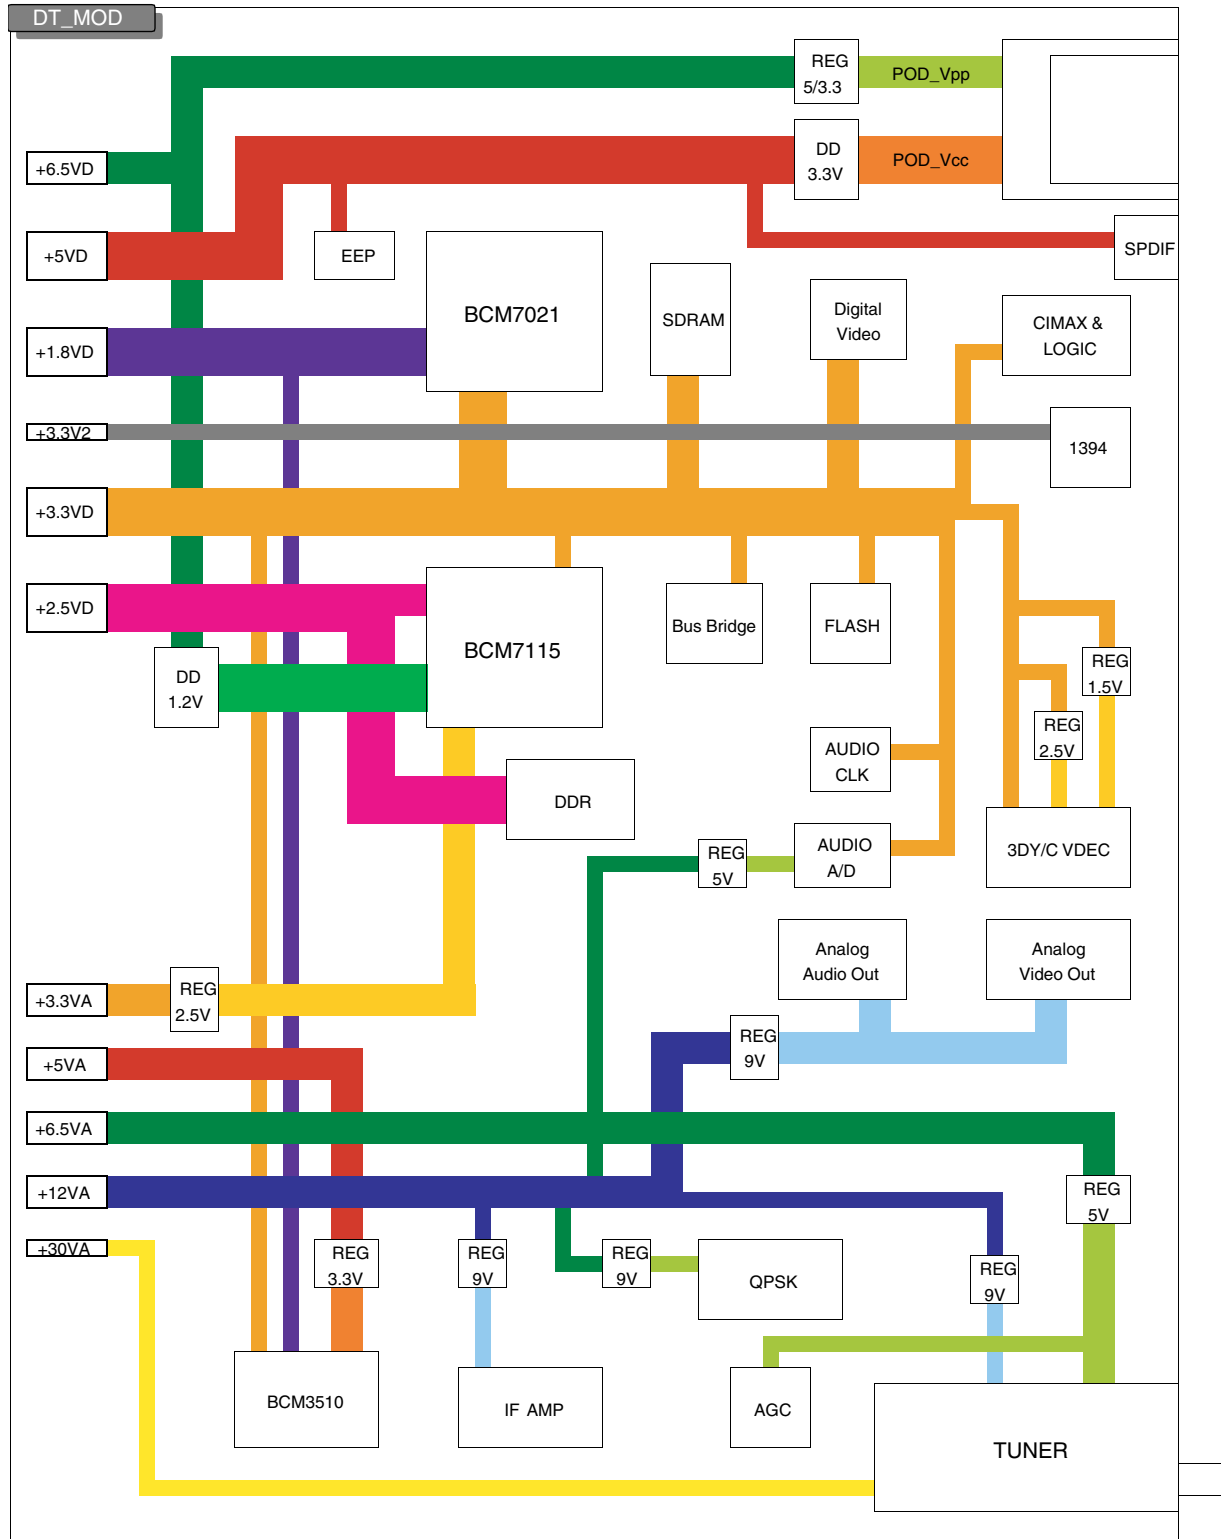 DT_MOD
REG
5/3.3
POD_Vpp
+6.5VD
DD
3.3V
POD_Vcc
+5VD
EEP
SPDIF
BCM7021
SDRAM
Digital
Video
CIMAX &
LOGIC
+1.8VD
+3.3V2
1394
+3.3VD
+2.5VD
BCM7115
Bus Bridge
FLASH
DD
1.2V
REG
1.5V
REG
2.5V
AUDIO
CLK
DDR
REG
5V
AUDIO
A/D
3DY/C VDEC
Analog
Audio Out
Analog
Video Out
+3.3VA
REG
2.5V
REG
9V
+5VA
+6.5VA
+12VA
REG
5V
+30VA
REG
3.3V
REG
9V
REG
9V
QPSK
REG
9V
BCM3510
IF AMP
AGC
TUNER